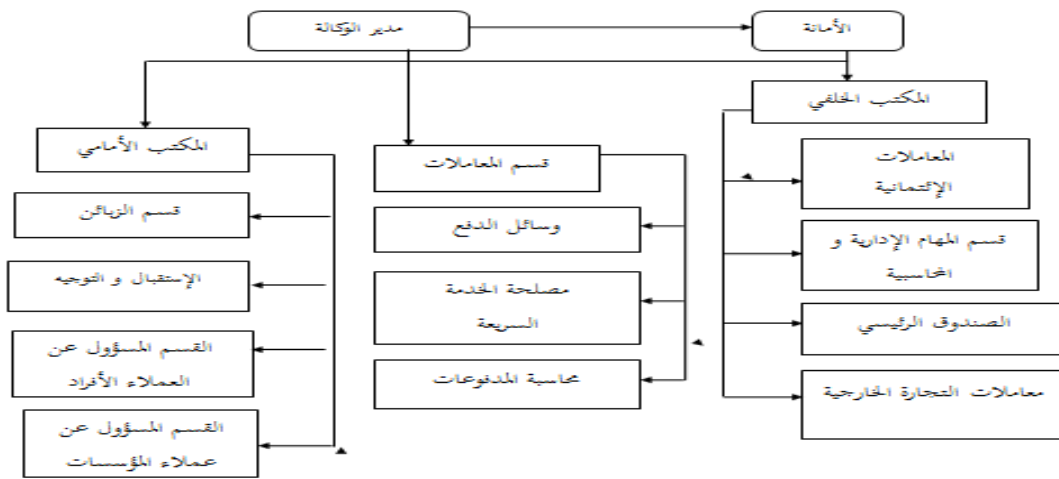 الأمانة
مدير الوكالة
المكتب الخلفي
المعاملات
الإئتمانية
قسم المهام الإدارية و
المحاسبية
الصندوق الرئيسي
معاملات التجارة الخارجية
قسم المعاملات
وسائل الدفع
مصلحة الخدمة
السريعة
محاسبة المدفوعات
المكتب الأمامي
قسم الزبائن
الإستقبال و التوجيه
القسم المسؤول عن
العملاء الأفراد
القسم المسؤول عن
عملاء المؤسسات